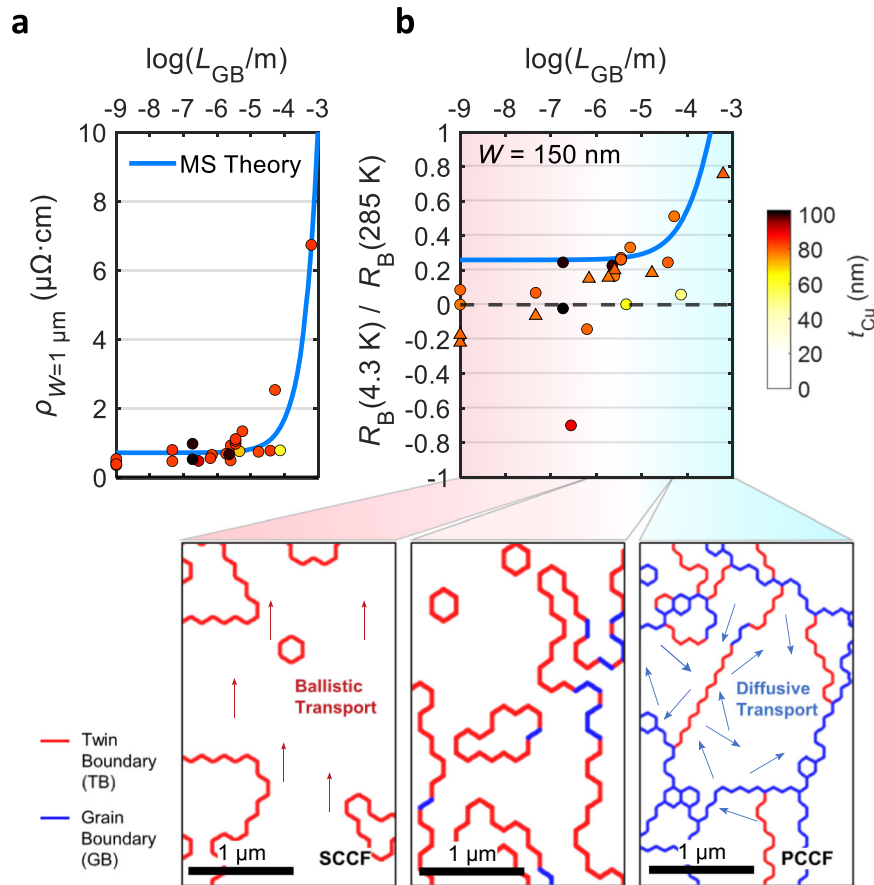 a
b
log(L_GB/m)
log(L_GB/m)
-9 -8 -7 -6 -5 -4 -3
-9 -8 -7 -6 -5 -4 -3
10
8
6
4
2
0
ρ_W=1 μm (μΩ·cm)
MS Theory
1
0.8
0.6
0.4
0.2
0
-0.2
-0.4
-0.6
-0.8
-1
R_B(4.3 K) / R_B(285 K)
W = 150 nm
100
80
60
40
20
0
t_Cu (nm)
Ballistic
Transport
Diffusive
Transport
Twin
Boundary
(TB)
Grain
Boundary
(GB)
1 μm
SCCF
1 μm
1 μm
PCCF